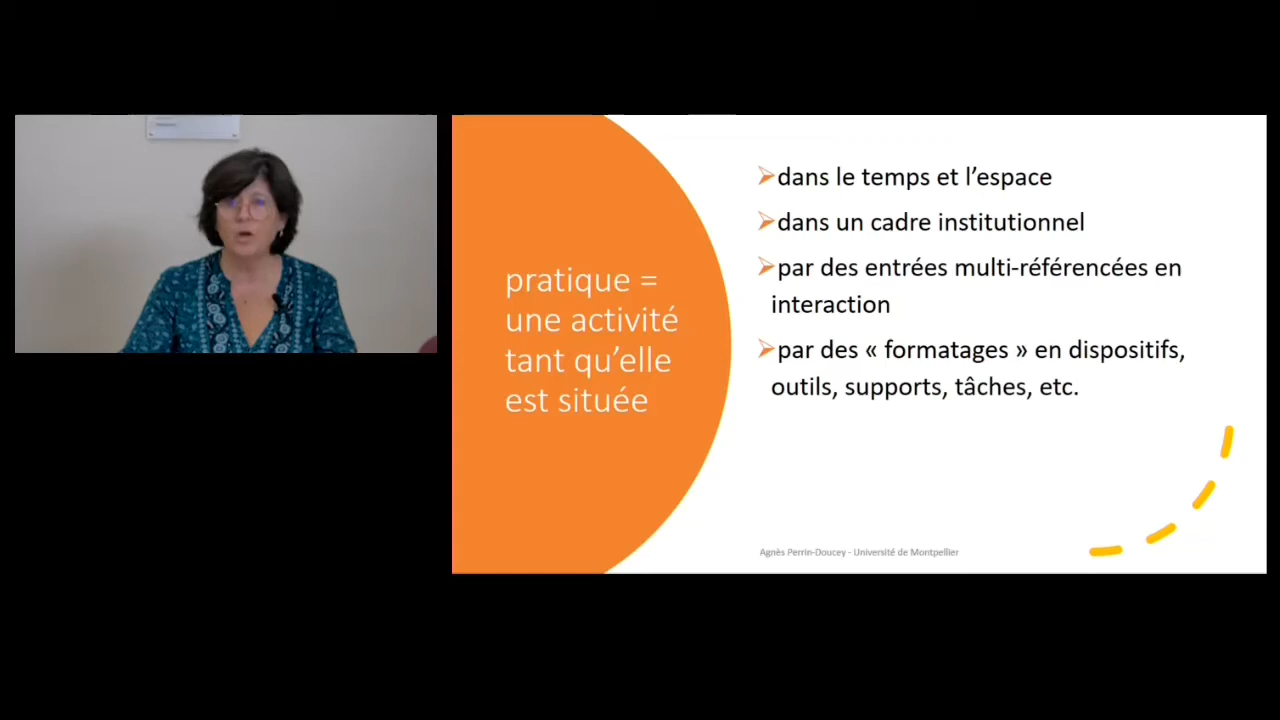 pratique =
une activité
tant qu'elle
est située
dans le temps et l'espace
dans un cadre institutionnel
par des entrées multi-référencées en
interaction
par des « formatages » en dispositifs,
outils, supports, tâches, etc.
Agnès Perrin-Doucey - Université de Montpellier